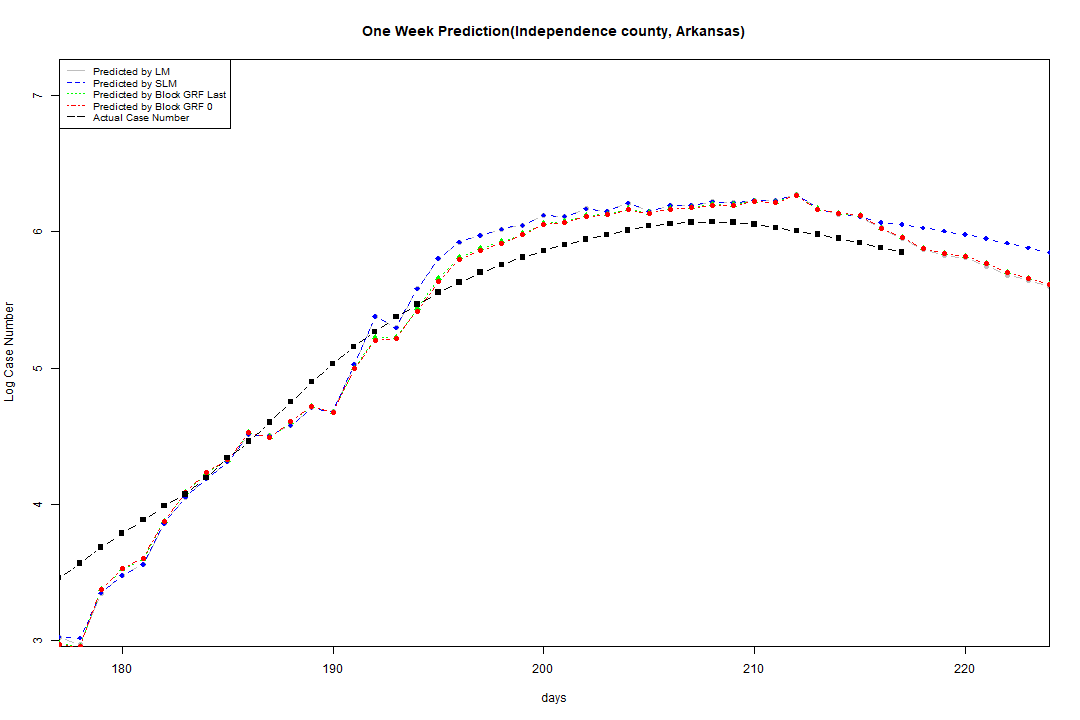 One Week Prediction(Independence county, Arkansas)
Predicted by LM
Predicted by SLM
Predicted by Block GRF Last
Predicted by Block GRF 0
Actual Case Number
7
6
5
4
3
Log Case Number
180 190 200 210 220
days